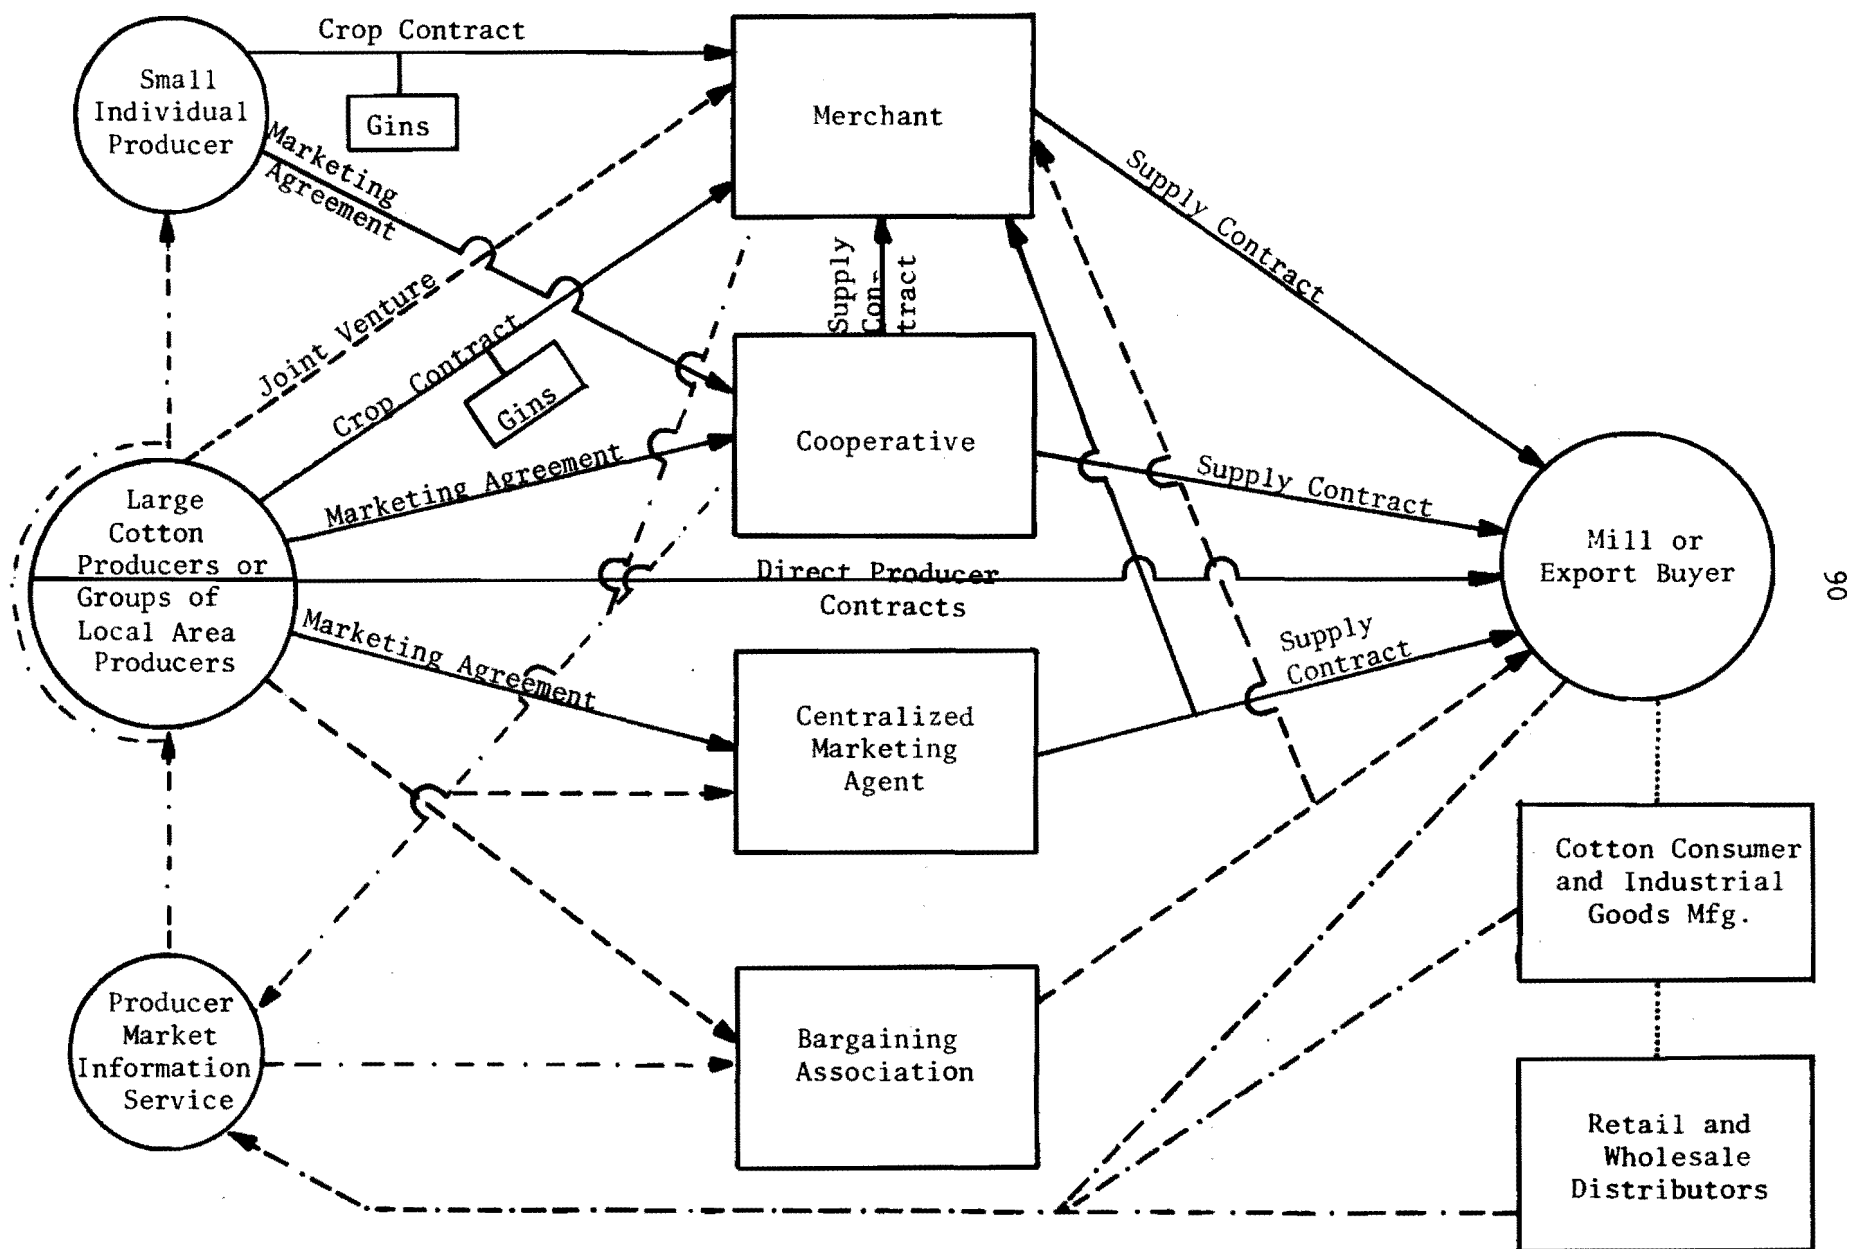 Crop Contract
Small
Individual
Producer
Gins
Merchant
Marketing
Agreement
Supply Contract
Supply
Con-
tract
Joint Venture
Crop Contract
Gins
Marketing Agreement
Cooperative
Supply Contract
Large
Cotton
Producers or
Groups of
Local Area
Producers
Direct Producer
Contracts
Mill or
Export Buyer
90
Marketing Agreement
Supply
Contract
Centralized
Marketing
Agent
Cotton Consumer
and Industrial
Goods Mfg.
Producer
Market
Information
Service
Bargaining
Association
Retail and
Wholesale
Distributors